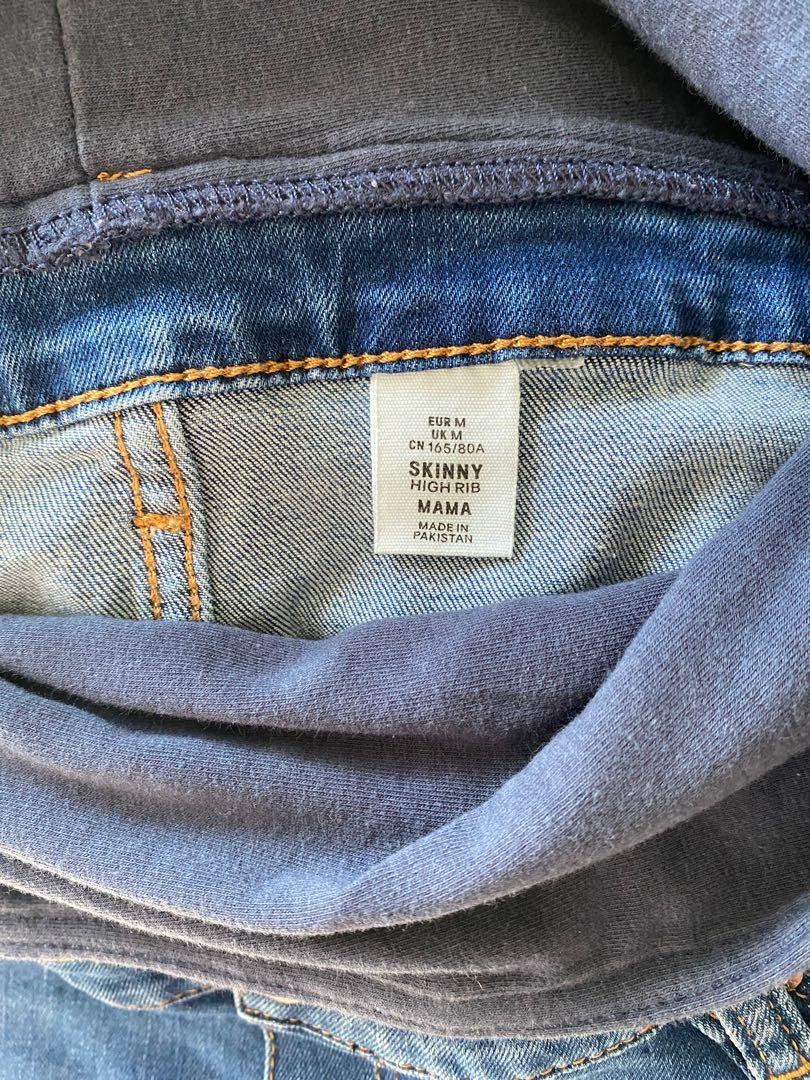 EUR M
UK M
CN 165/80A
SKINNY
HIGH RIB
MAMA
MADE IN
PAKISTAN